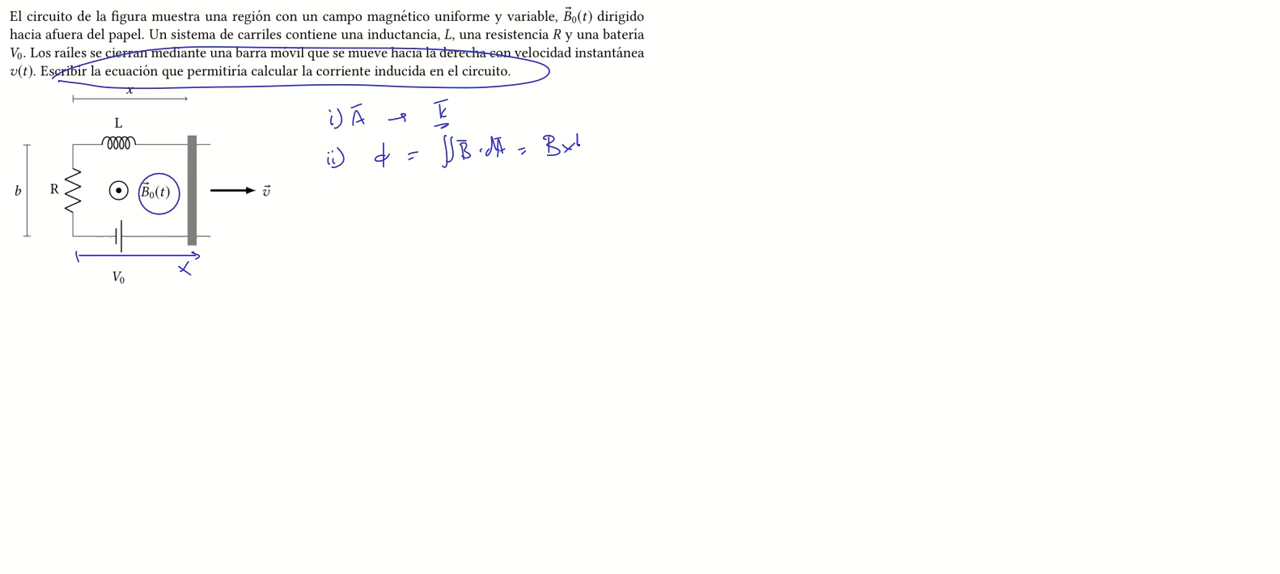 El circuito de la figura muestra una región con un campo magnético uniforme y variable, B⃗₀(t) dirigido
hacia afuera del papel. Un sistema de carriles contiene una inductancia, L, una resistencia R y una batería
V₀. Los raíles se cierran mediante una barra móvil que se mueve hacia la derecha con velocidad instantánea
v(t). Escribir la ecuación que permitiría calcular la corriente inducida en el circuito.
x
i) A̅ → k̅
L
ii) ϕ = ∬B̅·dA̅ = Bxb
b R B⃗₀(t) v⃗
x
V₀